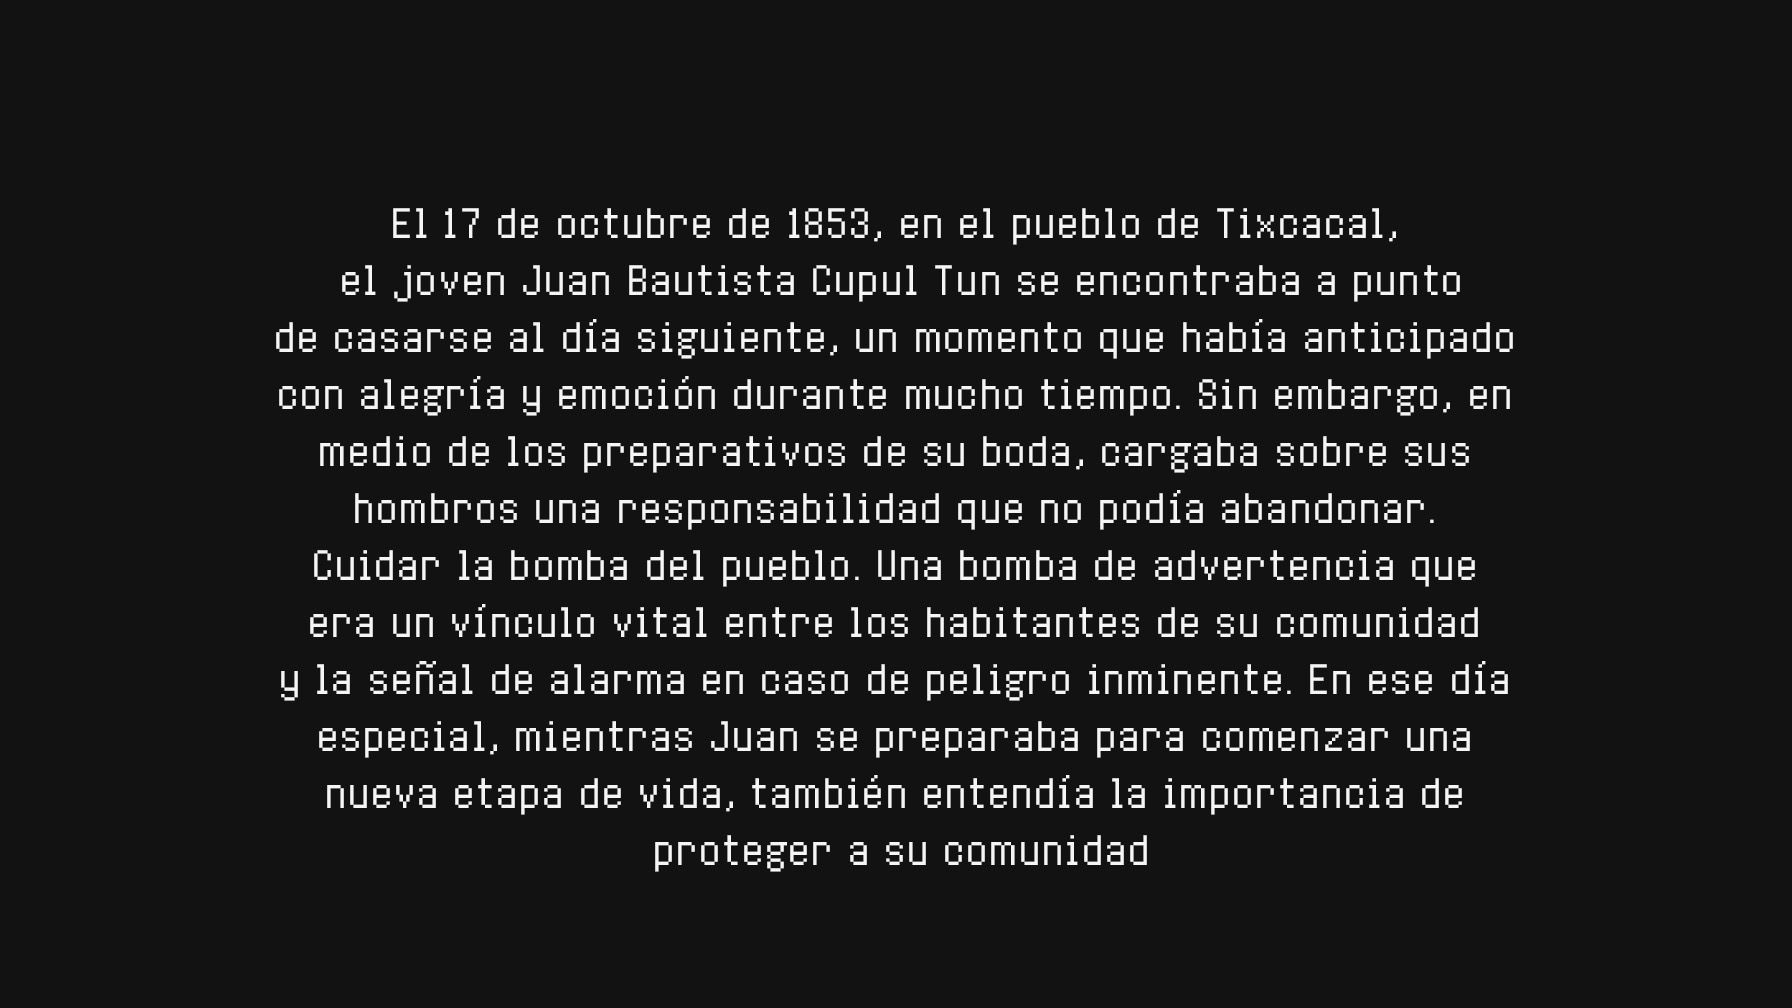 El 17 de octubre de 1853, en el pueblo de Tixcacal,
el joven Juan Bautista Cupul Tun se encontraba a punto
de casarse al día siguiente, un momento que había anticipado
con alegría y emoción durante mucho tiempo. Sin embargo, en
medio de los preparativos de su boda, cargaba sobre sus
hombros una responsabilidad que no podía abandonar.
Cuidar la bomba del pueblo. Una bomba de advertencia que
era un vínculo vital entre los habitantes de su comunidad
y la señal de alarma en caso de peligro inminente. En ese día
especial, mientras Juan se preparaba para comenzar una
nueva etapa de vida, también entendía la importancia de
proteger a su comunidad